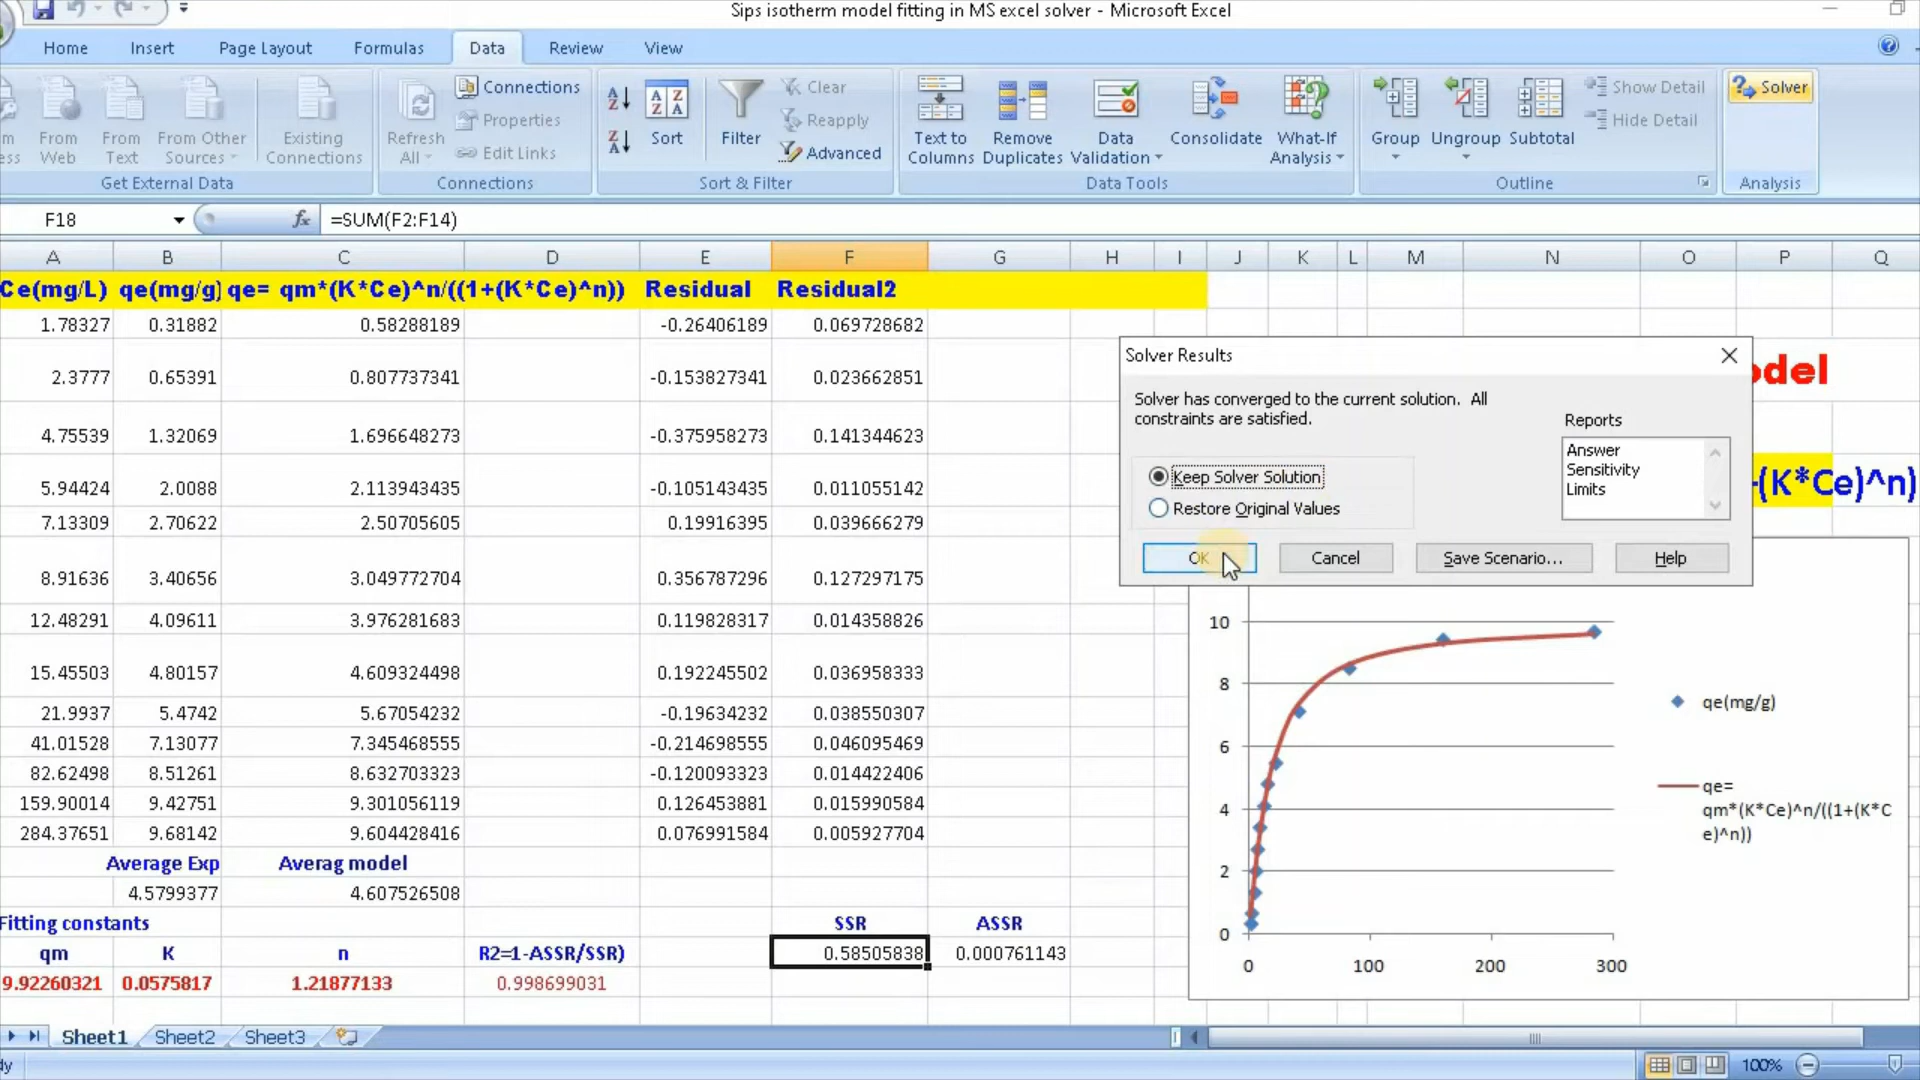 Sips isotherm model fitting in MS excel solver - Microsoft Excel
Home Insert Page Layout Formulas Data Review View
From Web
From Text
From Other Sources
Existing Connections
Get External Data
Refresh All
Connections
Properties
Edit Links
Connections
Sort
Filter
Clear
Reapply
Advanced
Sort & Filter
Text to Columns
Remove Duplicates
Data Validation
Consolidate
What-If Analysis
Data Tools
Group
Ungroup
Subtotal
Show Detail
Hide Detail
Outline
Solver
Analysis
F18 fx =SUM(F2:F14)
A B C D E F G H I J K L M N O P Q
Ce(mg/L) qe(mg/g) qe= qm*(K*Ce)^n/((1+(K*Ce)^n)) Residual Residual2
1.78327 0.31882 0.58288189 -0.26406189 0.069728682
2.3777 0.65391 0.807737341 -0.153827341 0.023662851
4.75539 1.32069 1.696648273 -0.375958273 0.141344623
5.94424 2.0088 2.113943435 -0.105143435 0.011055142
7.13309 2.70622 2.50705605 0.19916395 0.039666279
8.91636 3.40656 3.049772704 0.356787296 0.127297175
12.48291 4.09611 3.976281683 0.119828317 0.014358826
15.45503 4.80157 4.609324498 0.192245502 0.036958333
21.9937 5.4742 5.67054232 -0.19634232 0.038550307
41.01528 7.13077 7.345468555 -0.214698555 0.046095469
82.62498 8.51261 8.632703323 -0.120093323 0.014422406
159.90014 9.42751 9.301056119 0.126453881 0.015990584
284.37651 9.68142 9.604428416 0.076991584 0.005927704
Average Exp Averag model
4.5799377 4.607526508
Fitting constants SSR ASSR
qm K n R2=1-ASSR/SSR) 0.58505838 0.000761143
9.92260321 0.0575817 1.21877133 0.998699031
odel
(K*Ce)^n)
Solver Results
Solver has converged to the current solution. All
constraints are satisfied.
Keep Solver Solution
Restore Original Values
Reports
Answer
Sensitivity
Limits
OK Cancel Save Scenario... Help
10
8
6
4
2
0
0 100 200 300
qe(mg/g)
qe=
qm*(K*Ce)^n/((1+(K*C
e)^n))
Sheet1 Sheet2 Sheet3
100%